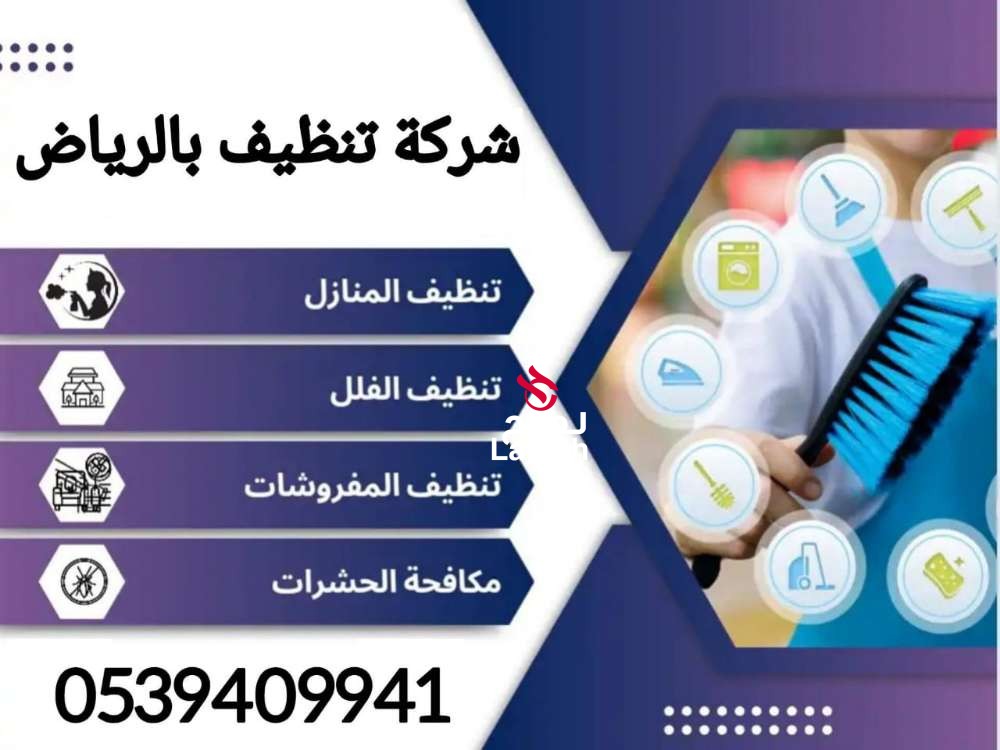 شركة تنظيف بالرياض
تنظيف المنازل
تنظيف الفلل
تنظيف المفروشات
مكافحة الحشرات
0539409941